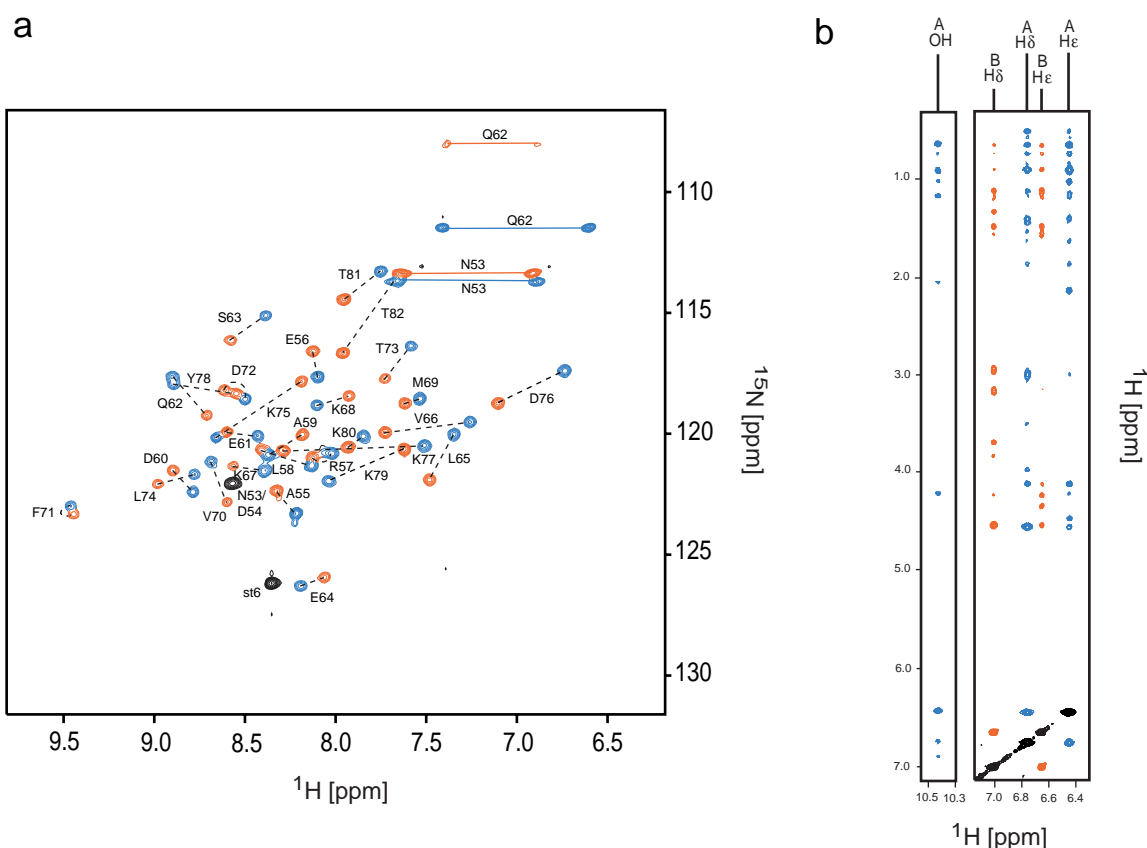 a
Q62
110
Q62
T81
N53
N53
S63
T82
115
E56
D72
T73
Y78
M69
Q62
K75
K68
D76
A59
V66
K80
120
E61
L65
D60
L58
R57
K77
K67
K79
L74
N53/
A55
V70
D54
F71
125
st6
E64
130
9.5
9.0
8.5
8.0
7.5
7.0
6.5
1H [ppm]
15N [ppm]
b
A
OH
B
Hδ
A
Hδ
B
Hε
A
Hε
1.0
2.0
3.0
4.0
5.0
6.0
7.0
10.5
10.3
7.0
6.8
6.6
6.4
1H [ppm]
1H [ppm]